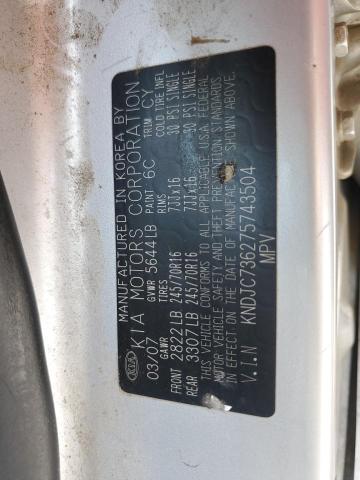 KIA
MANUFACTURED IN KOREA BY
KIA MOTORS CORPORATION
03/07 GVWR 5644LB PAINT 6C TRIM CY
GAWR TIRES RIMS COLD TIRE INFL
FRONT 2822LB 245/70R16 7JJx16 30 PSI SINGLE
REAR 3307LB 245/70R16 7JJx16 30 PSI SINGLE
THIS VEHICLE CONFORMS TO ALL APPLICABLE U.S.A. FEDERAL
MOTOR VEHICLE SAFETY AND THEFT PREVENTION STANDARDS
IN EFFECT ON THE DATE OF MANUFACTURE SHOWN ABOVE.
V.I.N KNDJC736275743504
MPV